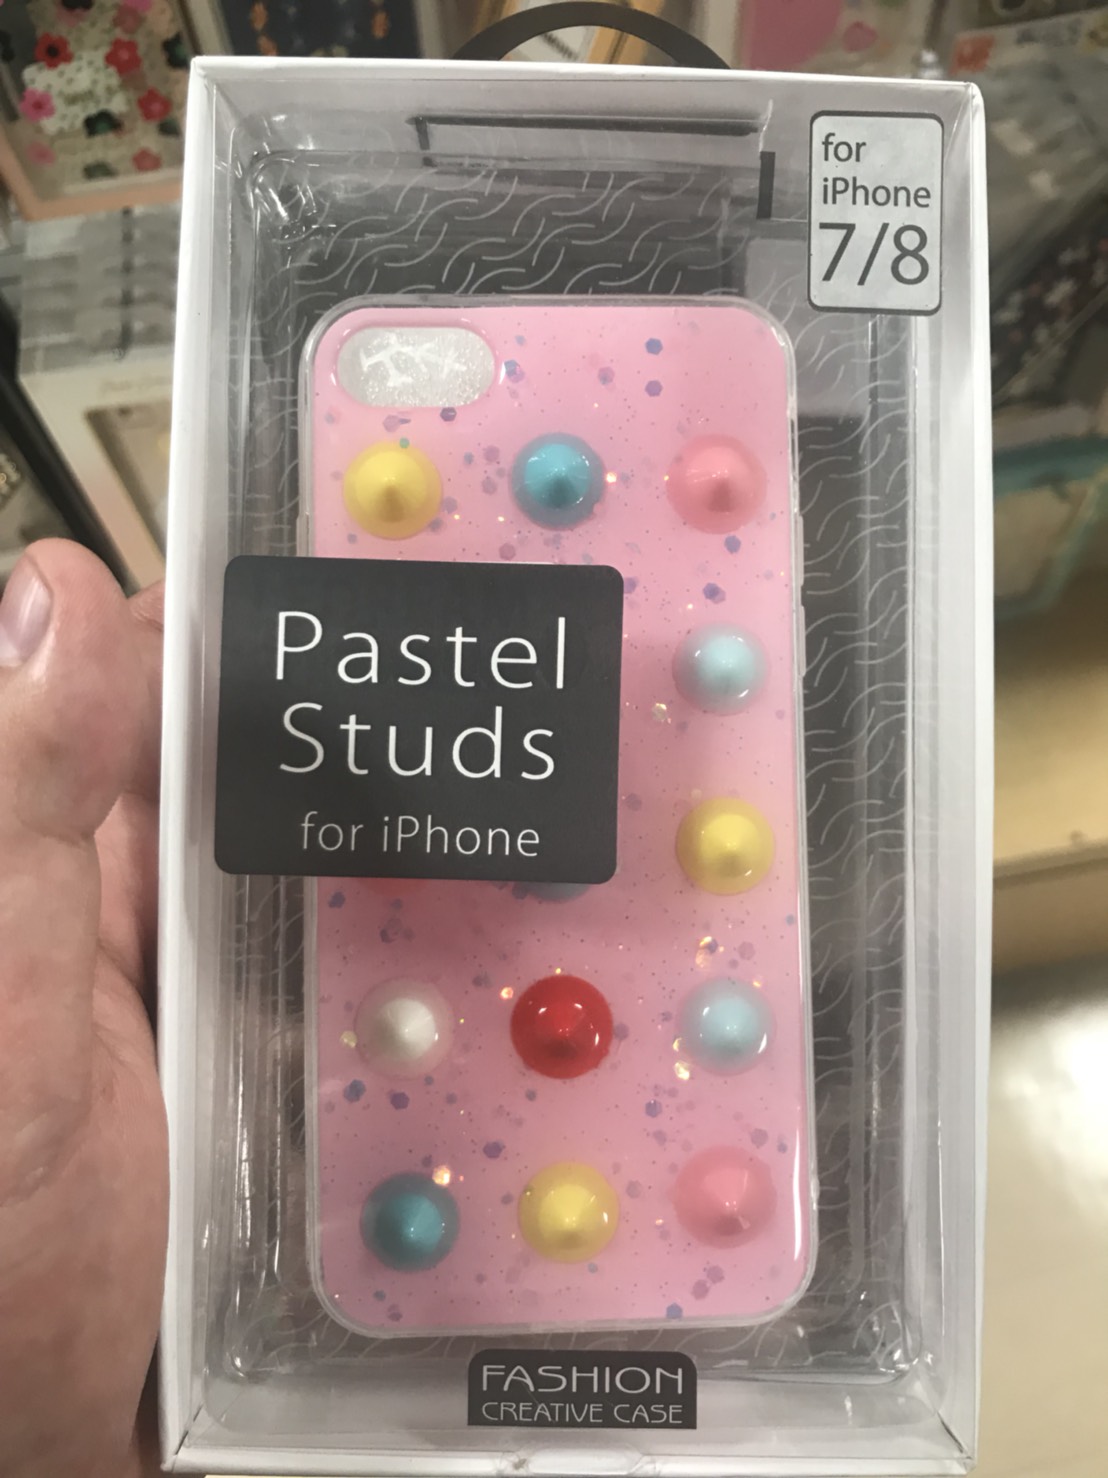 for
iPhone
7/8
Pastel
Studs
for iPhone
FASHION
CREATIVE CASE